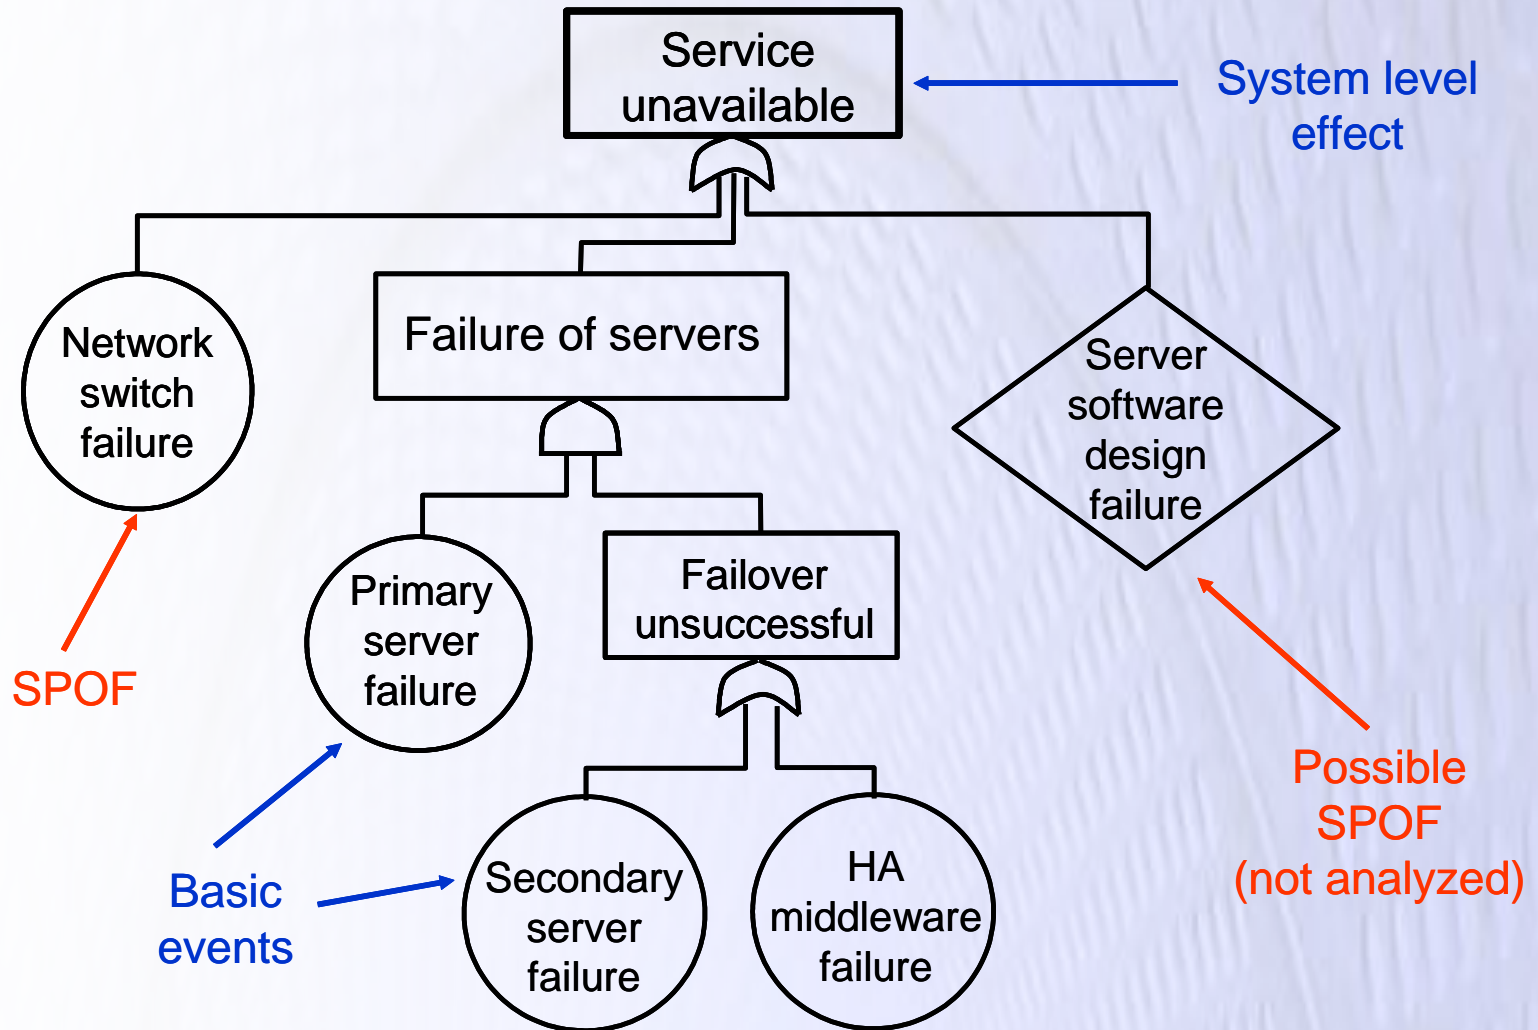 Service
unavailable
System level
effect
Network
switch
failure
Failure of servers
Server
software
design
failure
Primary
server
failure
Failover
unsuccessful
SPOF
Possible
SPOF
(not analyzed)
Basic
events
Secondary
server
failure
HA
middleware
failure